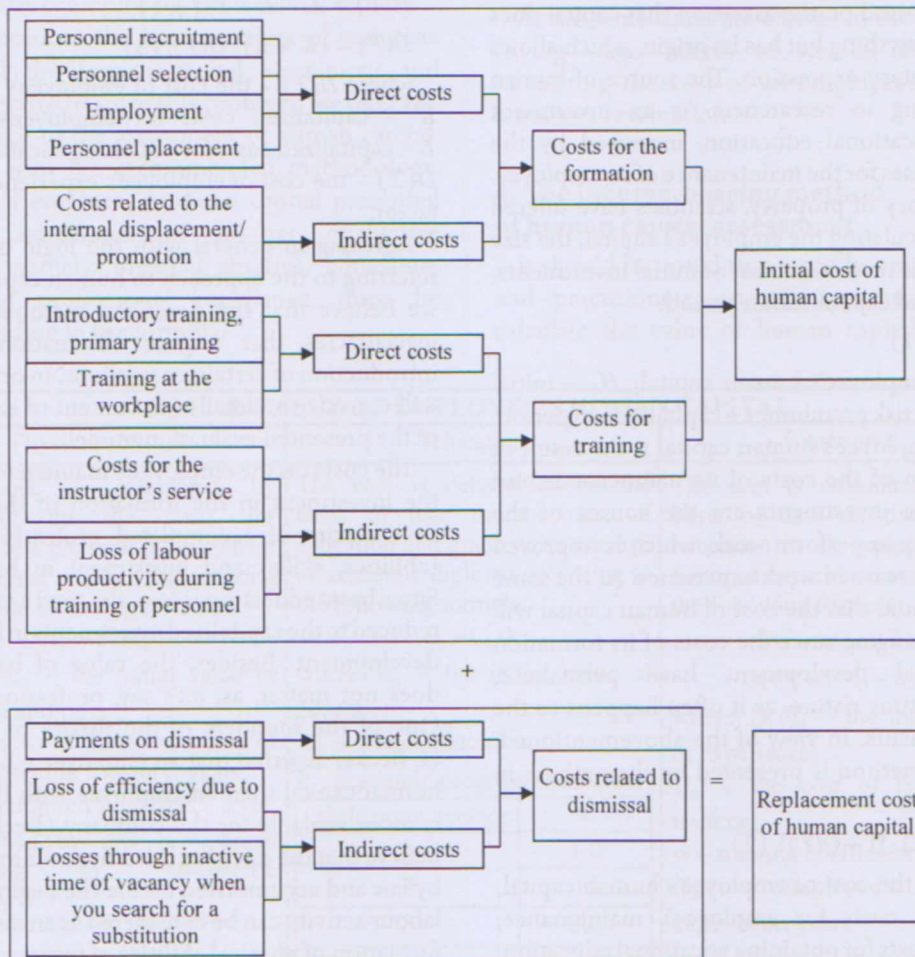 Personnel recruitment
Personnel selection
Employment
Personnel placement
Direct costs
Costs for the
formation
Costs related to the
internal displacement/
promotion
Indirect costs
Initial cost of
human capital
Introductory training,
primary training
Training at the
workplace
Direct costs
Costs for
training
Costs for the
instructor's service
Indirect costs
Loss of labour
productivity during
training of personnel
+
Payments on dismissal
Direct costs
Loss of efficiency due to
dismissal
Costs related to
dismissal
=
Replacement cost
of human capital
Losses through inactive
time of vacancy when
you search for a
substitution
Indirect costs